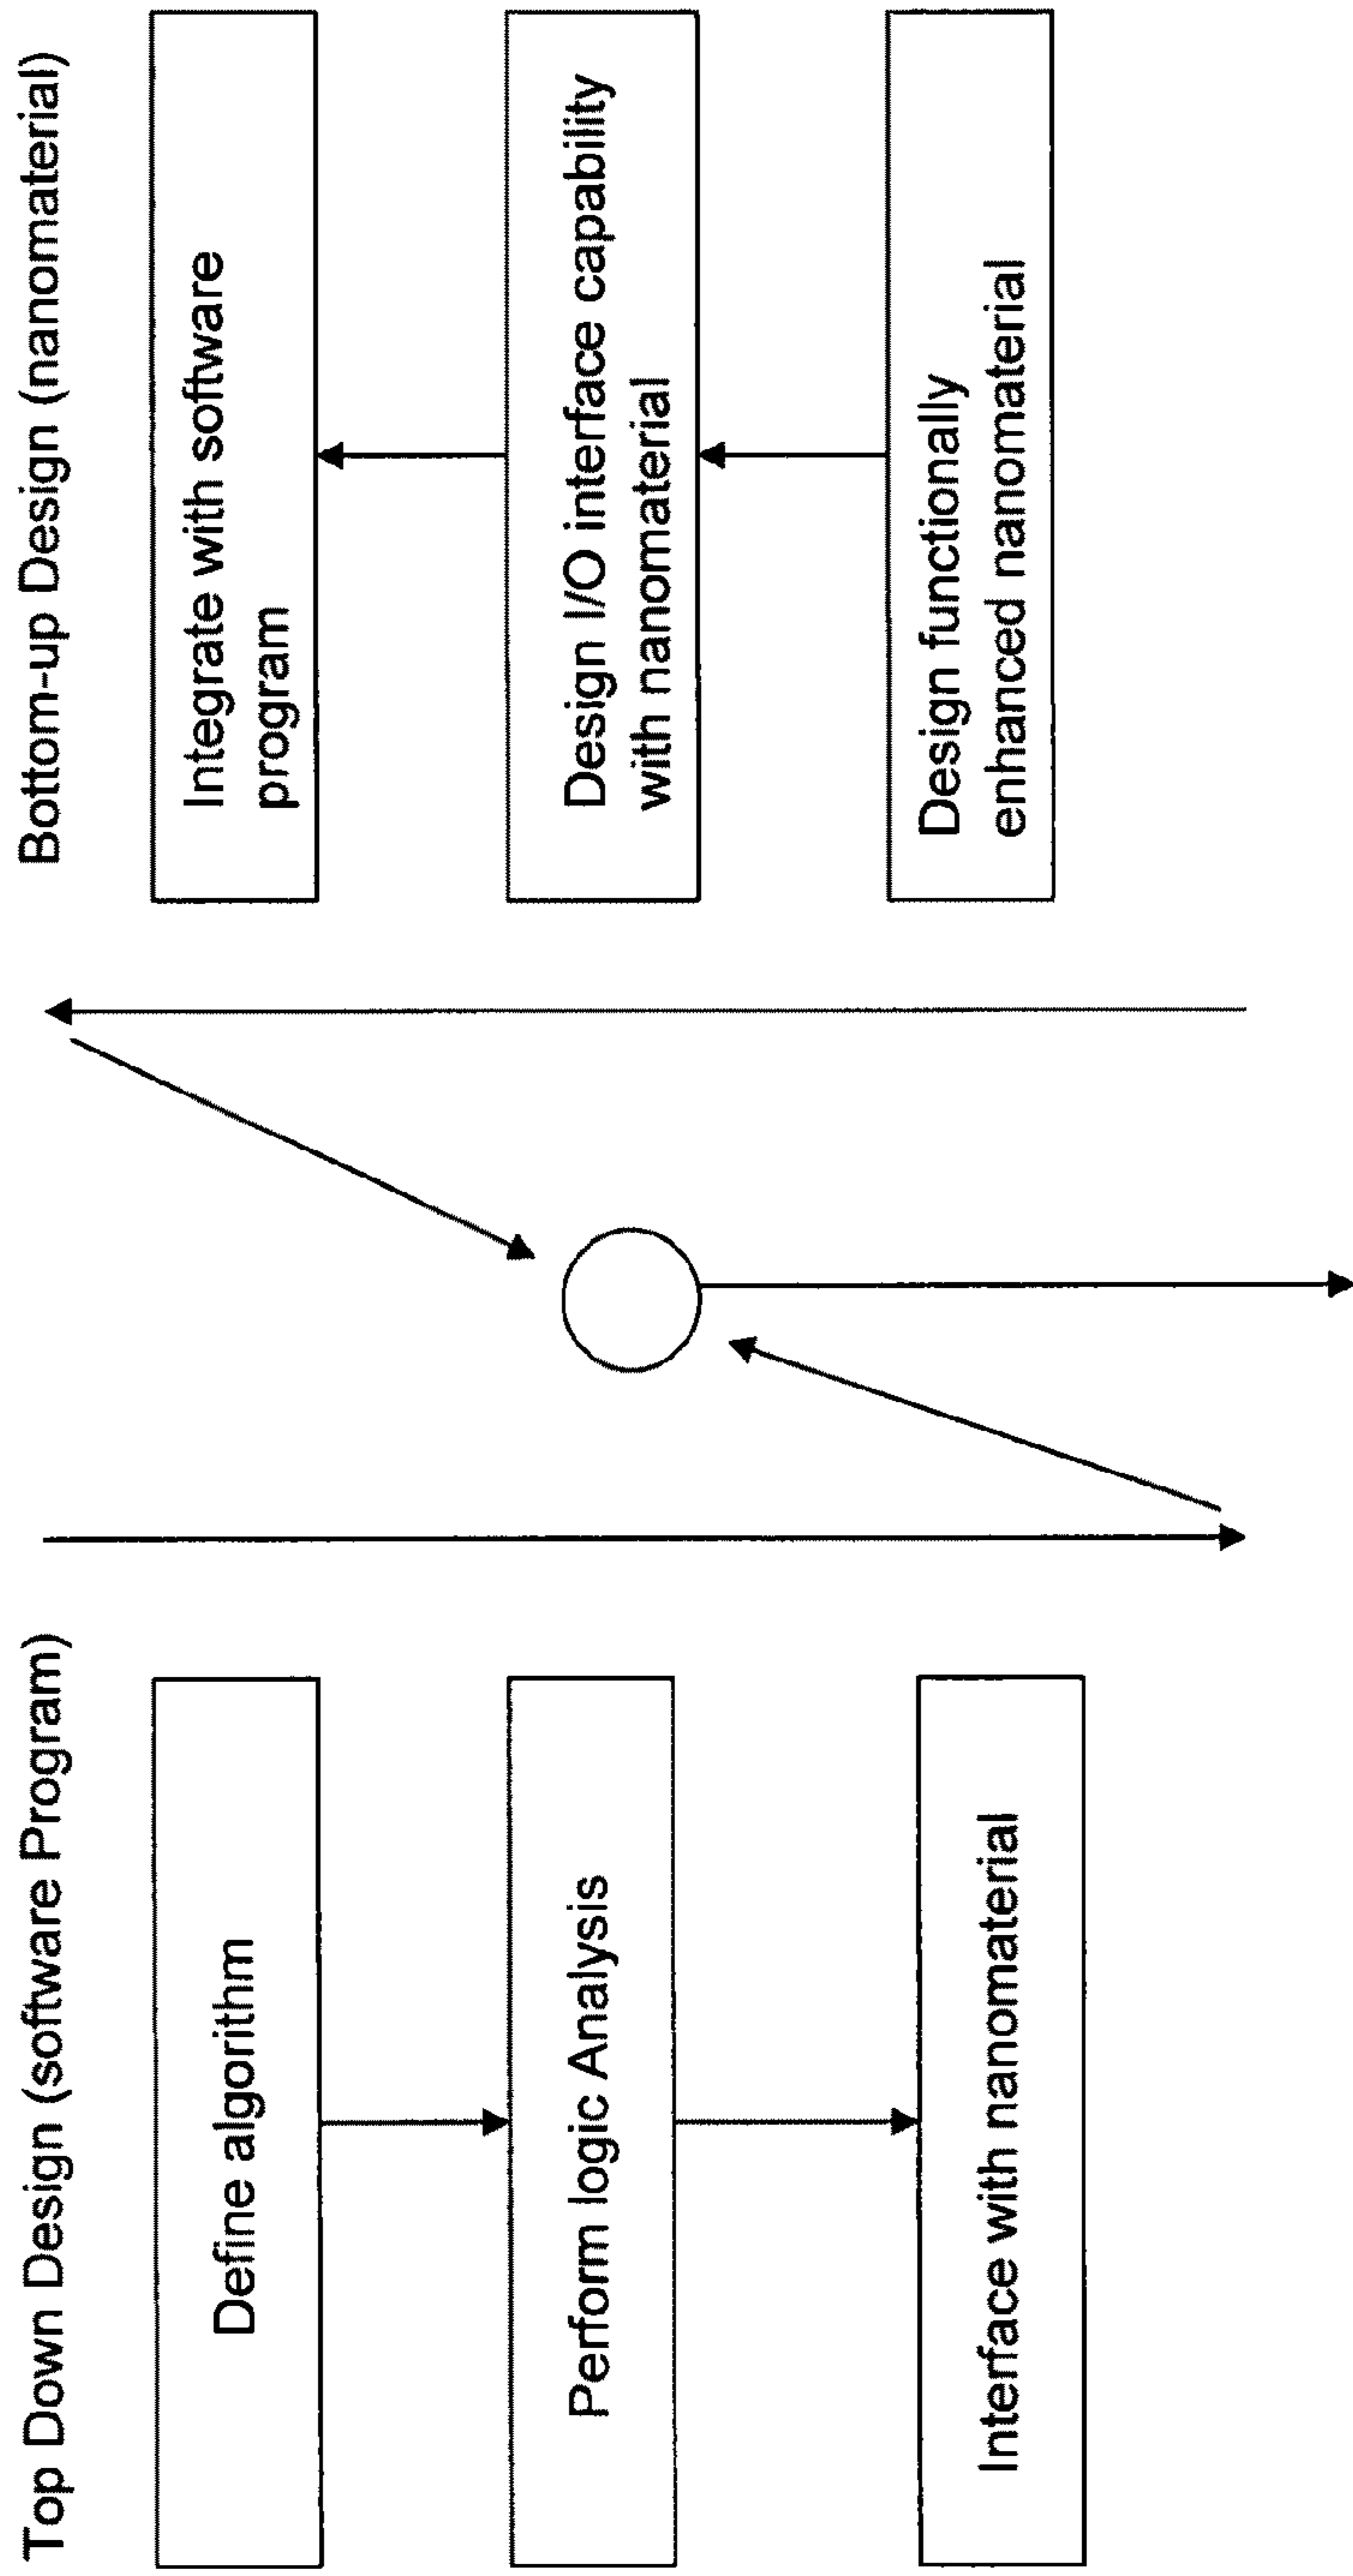 Top Down Design (software Program)
Define algorithm
Perform logic Analysis
Interface with nanomaterial
Bottom-up Design (nanomaterial)
Integrate with software
program
Design I/O interface capability
with nanomaterial
Design functionally
enhanced nanomaterial